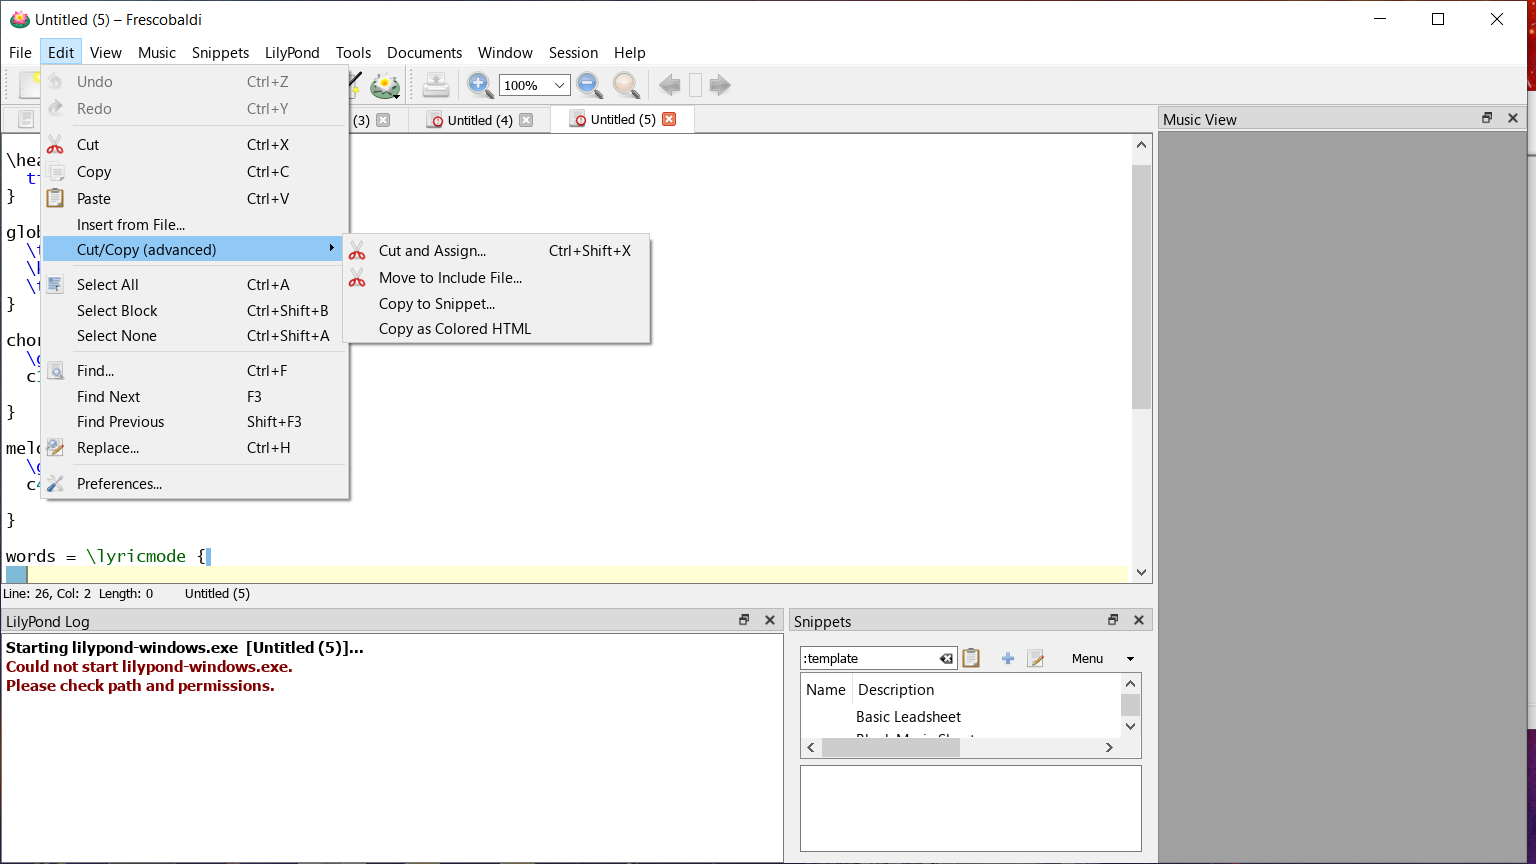 Untitled (5) – Frescobaldi
File Edit View Music Snippets LilyPond Tools Documents Window Session Help
100%
(3) Untitled (4) Untitled (5)
Music View
Undo Ctrl+Z
Redo Ctrl+Y
Cut Ctrl+X
Copy Ctrl+C
Paste Ctrl+V
Insert from File...
Cut/Copy (advanced)
Select All Ctrl+A
Select Block Ctrl+Shift+B
Select None Ctrl+Shift+A
Find... Ctrl+F
Find Next F3
Find Previous Shift+F3
Replace... Ctrl+H
Preferences...
Cut and Assign... Ctrl+Shift+X
Move to Include File...
Copy to Snippet...
Copy as Colored HTML
}
}
}
}
words = \lyricmode {
Line: 26, Col: 2 Length: 0 Untitled (5)
LilyPond Log
Starting lilypond-windows.exe [Untitled (5)]...
Could not start lilypond-windows.exe.
Please check path and permissions.
Snippets
:template
Menu
Name Description
Basic Leadsheet